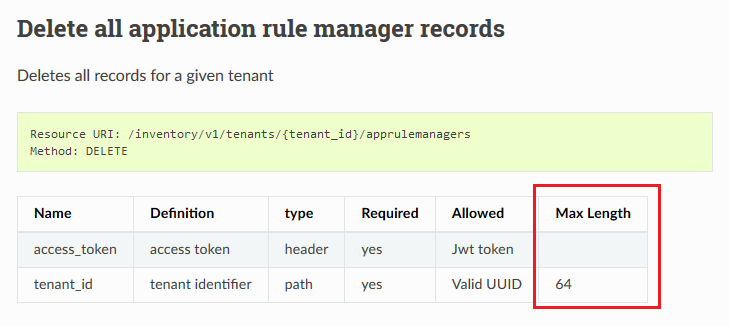 Delete all application rule manager records
Deletes all records for a given tenant
Resource URI: /inventory/v1/tenants/{tenant_id}/apprulemanagers
Method: DELETE
Name Definition type Required Allowed Max Length
access_token access token header yes Jwt token
tenant_id tenant identifier path yes Valid UUID 64